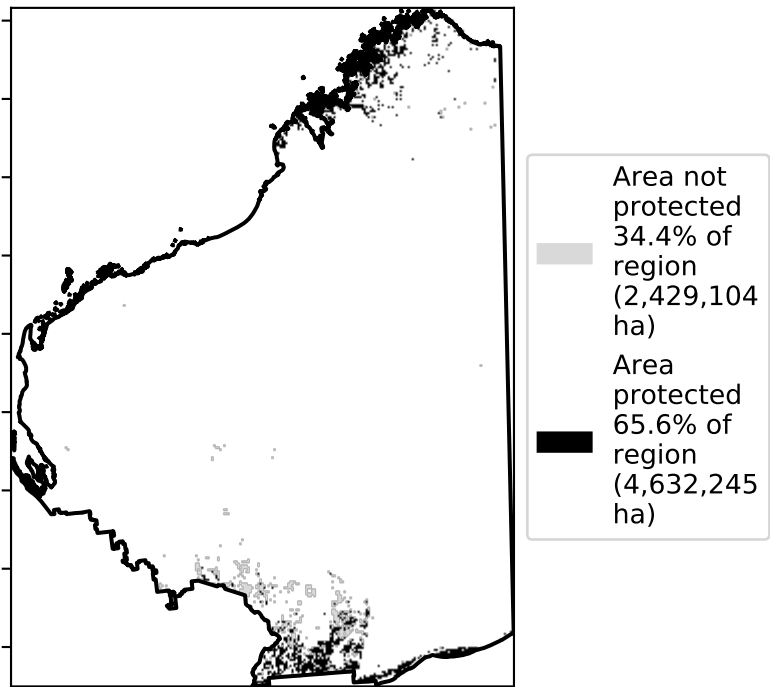 Area not
protected
34.4% of
region
(2,429,104
ha)
Area
protected
65.6% of
region
(4,632,245
ha)